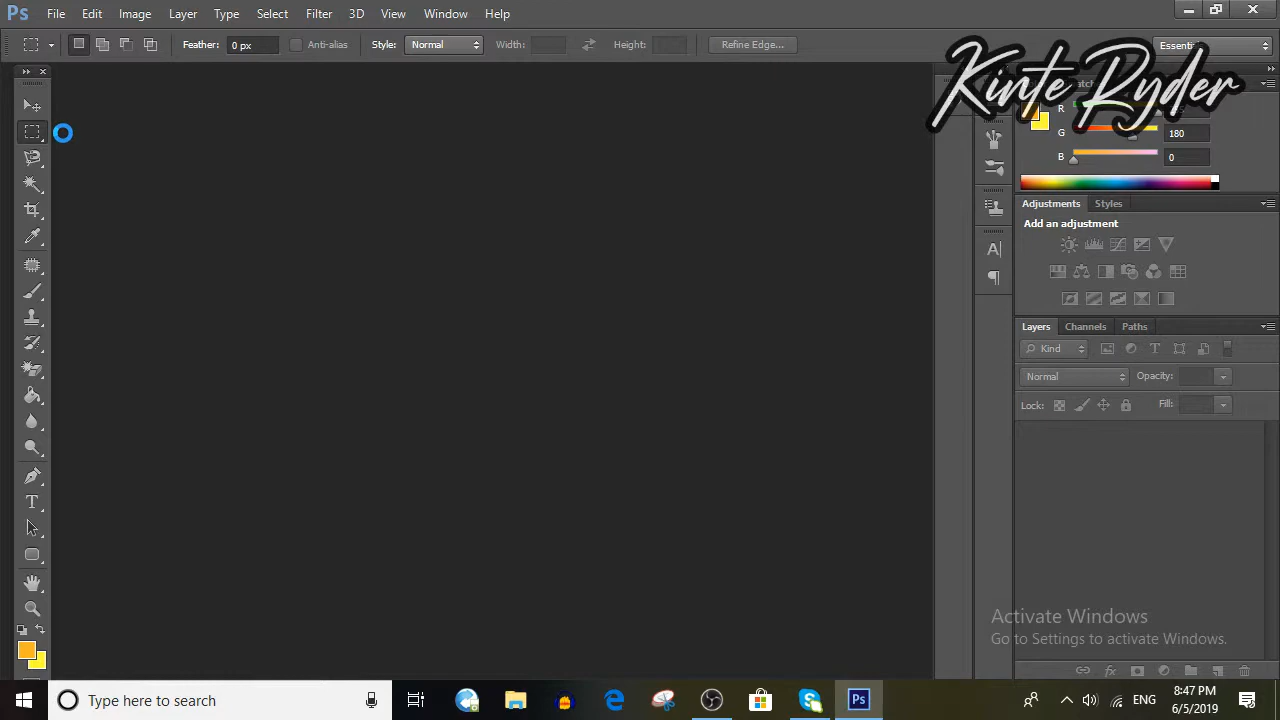 Ps File Edit Image Layer Type Select Filter 3D View Window Help
Feather: 0 px Anti-alias Style: Normal Width: Height: Refine Edge... Essenti
Kinte Ryder
R
G 180
B 0
Adjustments Styles
Add an adjustment
Layers Channels Paths
Kind T
Normal Opacity:
Lock: Fill:
T
A
Activate Windows
Go to Settings to activate Windows.
fx
Type here to search Ps ENG 8:47 PM
6/5/2019